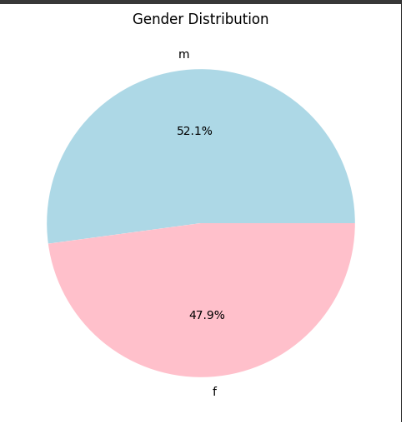 Gender Distribution
m
52.1%
47.9%
f